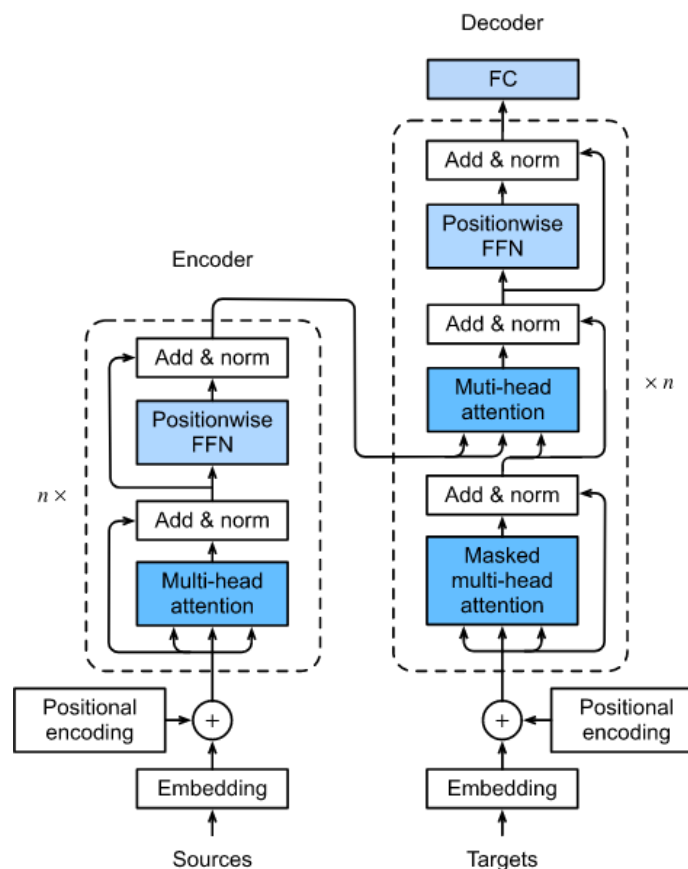 Decoder
FC
Add & norm
Positionwise
FFN
Add & norm
Muti-head
attention
× n
Add & norm
Masked
multi-head
attention
Positional
encoding
+
Embedding
Targets
Encoder
Add & norm
Positionwise
FFN
n ×
Add & norm
Multi-head
attention
Positional
encoding
+
Embedding
Sources